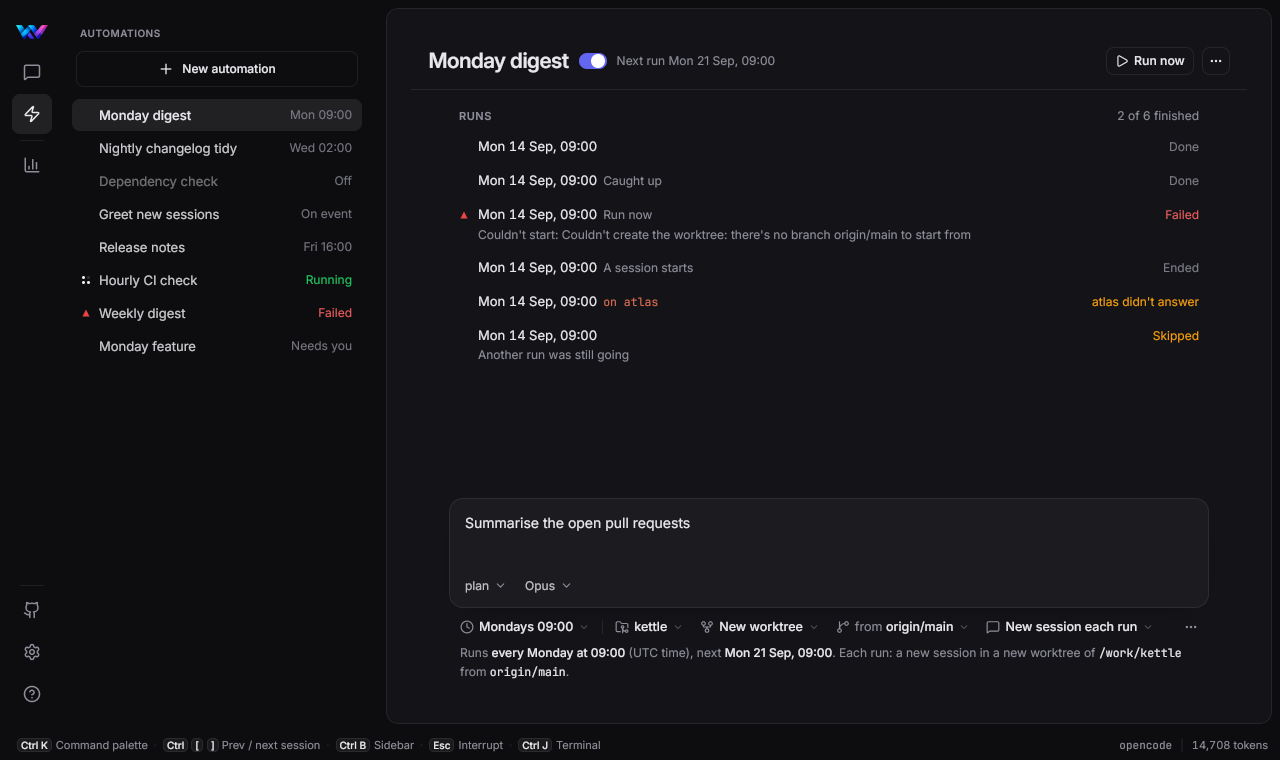 AUTOMATIONS
New automation
Monday digest Mon 09:00
Nightly changelog tidy Wed 02:00
Dependency check Off
Greet new sessions On event
Release notes Fri 16:00
Hourly CI check Running
Weekly digest Failed
Monday feature Needs you
Monday digest Next run Mon 21 Sep, 09:00 Run now
RUNS 2 of 6 finished
Mon 14 Sep, 09:00 Done
Mon 14 Sep, 09:00 Caught up Done
Mon 14 Sep, 09:00 Run now Failed
Couldn't start: Couldn't create the worktree: there's no branch origin/main to start from
Mon 14 Sep, 09:00 A session starts Ended
Mon 14 Sep, 09:00 on atlas atlas didn't answer
Mon 14 Sep, 09:00 Skipped
Another run was still going
Summarise the open pull requests
plan Opus
Mondays 09:00 kettle New worktree from origin/main New session each run
Runs every Monday at 09:00 (UTC time), next Mon 21 Sep, 09:00. Each run: a new session in a new worktree of /work/kettle
from origin/main.
Ctrl K Command palette · Ctrl [ ] Prev / next session · Ctrl B Sidebar · Esc Interrupt · Ctrl J Terminal opencode 14,708 tokens